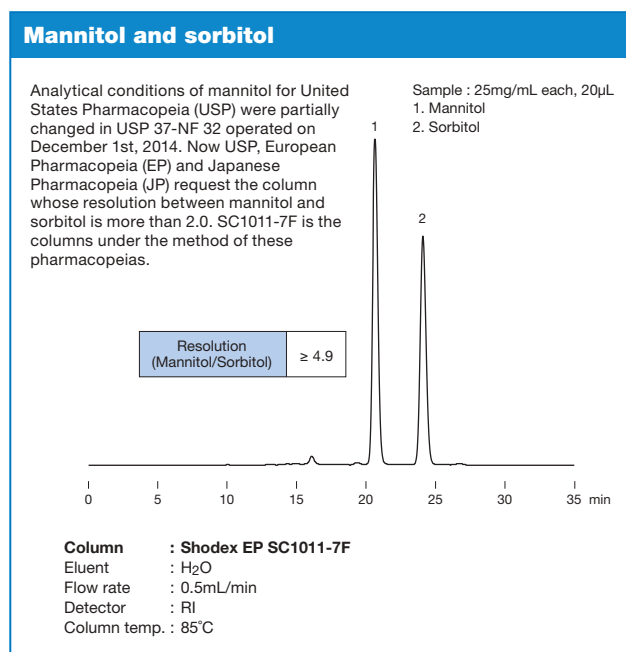 Mannitol and sorbitol
Analytical conditions of mannitol for United
States Pharmacopeia (USP) were partially
changed in USP 37-NF 32 operated on
December 1st, 2014. Now USP, European
Pharmacopeia (EP) and Japanese
Pharmacopeia (JP) request the column
whose resolution between mannitol and
sorbitol is more than 2.0. SC1011-7F is the
columns under the method of these
pharmacopeias.
Sample : 25mg/mL each, 20µL
1. Mannitol
2. Sorbitol
1
2
Resolution
(Mannitol/Sorbitol)
≥ 4.9
0 5 10 15 20 25 30 35 min
Column : Shodex EP SC1011-7F
Eluent : H₂O
Flow rate : 0.5mL/min
Detector : RI
Column temp. : 85˚C